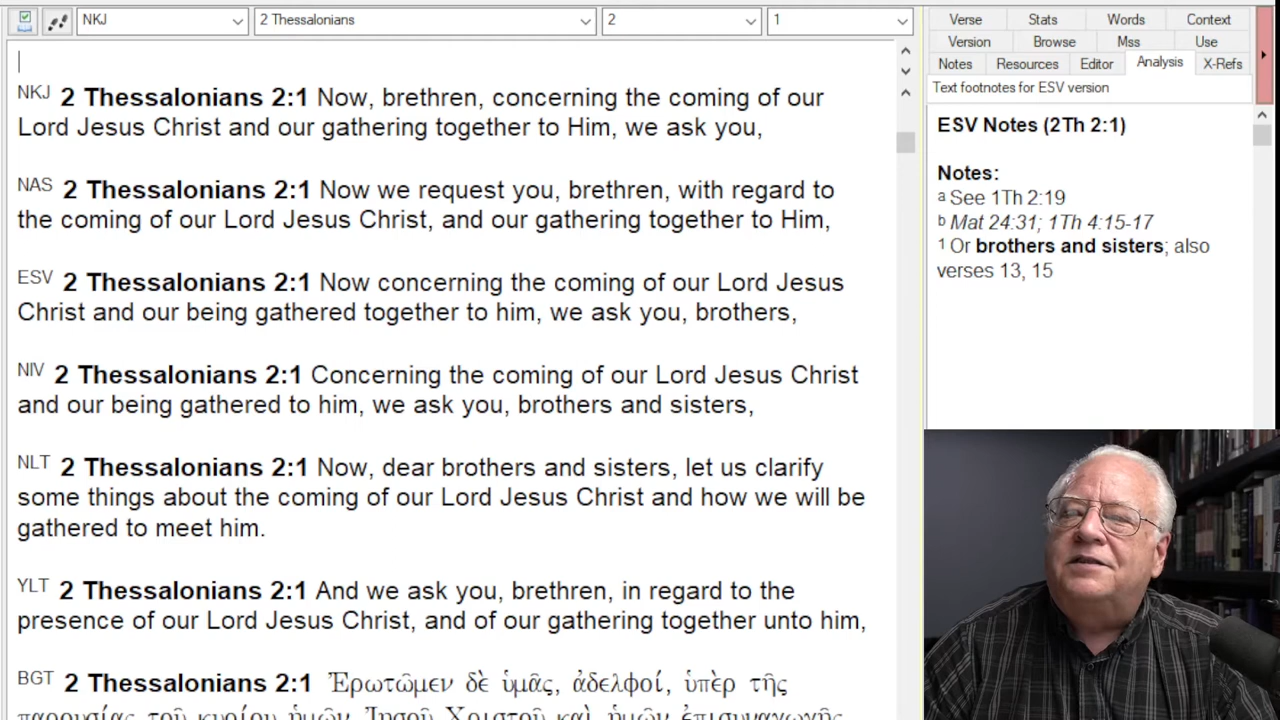 NKJ 2 Thessalonians 2 1
NKJ 2 Thessalonians 2:1 Now, brethren, concerning the coming of our
Lord Jesus Christ and our gathering together to Him, we ask you,
NAS 2 Thessalonians 2:1 Now we request you, brethren, with regard to
the coming of our Lord Jesus Christ, and our gathering together to Him,
ESV 2 Thessalonians 2:1 Now concerning the coming of our Lord Jesus
Christ and our being gathered together to him, we ask you, brothers,
NIV 2 Thessalonians 2:1 Concerning the coming of our Lord Jesus Christ
and our being gathered to him, we ask you, brothers and sisters,
NLT 2 Thessalonians 2:1 Now, dear brothers and sisters, let us clarify
some things about the coming of our Lord Jesus Christ and how we will be
gathered to meet him.
YLT 2 Thessalonians 2:1 And we ask you, brethren, in regard to the
presence of our Lord Jesus Christ, and of our gathering together unto him,
BGT 2 Thessalonians 2:1 Ἐρωτῶμεν δὲ ὑμᾶς, ἀδελφοί, ὑπὲρ τῆς
παρουσίας τοῦ κυρίου ἡμῶν Ἰησοῦ Χριστοῦ καὶ ἡμῶν ἐπισυναγωγῆς
Verse Stats Words Context
Version Browse Mss Use
Notes Resources Editor Analysis X-Refs
Text footnotes for ESV version
ESV Notes (2Th 2:1)
Notes:
a See 1Th 2:19
b Mat 24:31; 1Th 4:15-17
1 Or brothers and sisters; also
verses 13, 15